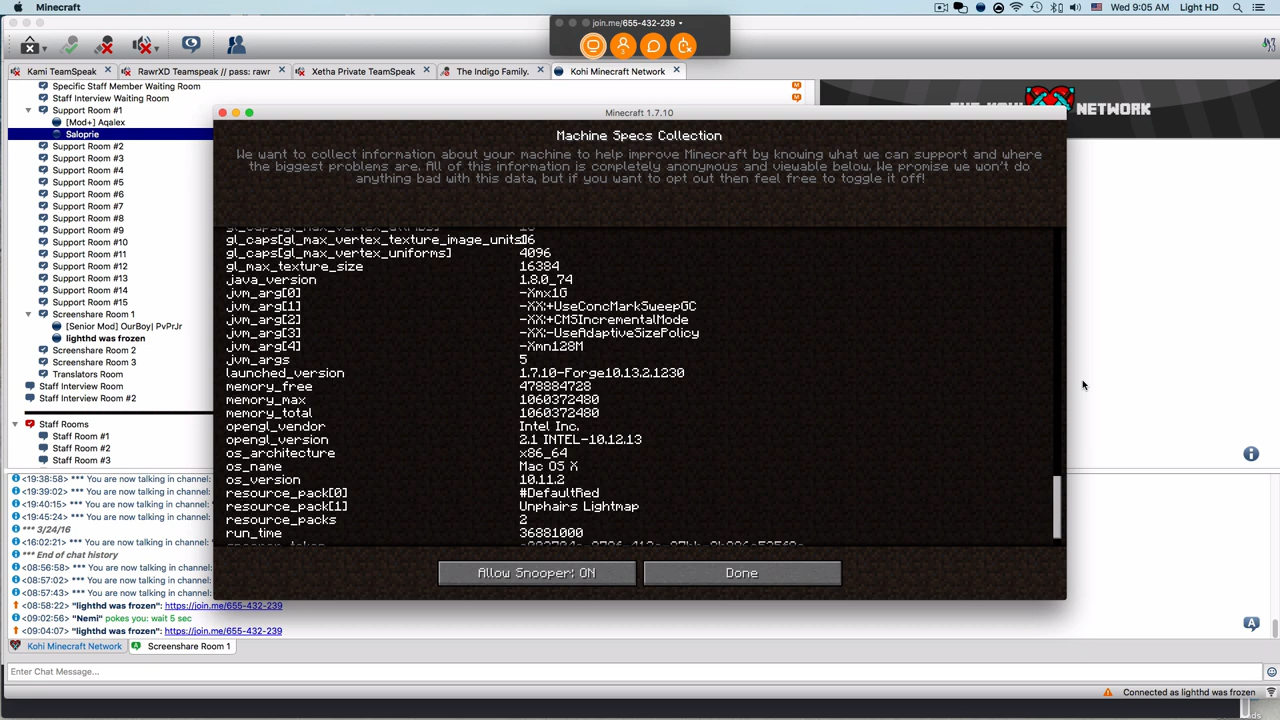 Minecraft
Wed 9:05 AM Light HD
join.me/655-432-239
Kami TeamSpeak
RawrXD Teamspeak // pass: rawr
Xetha Private TeamSpeak
The Indigo Family.
Kohi Minecraft Network
Specific Staff Member Waiting Room
Staff Interview Waiting Room
Support Room #1
[Mod+] Aqalex
Saloprie
Support Room #2
Support Room #3
Support Room #4
Support Room #5
Support Room #6
Support Room #7
Support Room #8
Support Room #9
Support Room #10
Support Room #11
Support Room #12
Support Room #13
Support Room #14
Support Room #15
Screenshare Room 1
[Senior Mod] OurBoy| PvPrJr
lighthd was frozen
Screenshare Room 2
Screenshare Room 3
Translators Room
Staff Interview Room
Staff Interview Room #2
Staff Rooms
Staff Room #1
Staff Room #2
Staff Room #3
NETWORK
Minecraft 1.7.10
Machine Specs Collection
We want to collect information about your machine to help improve Minecraft by knowing what we can support and where
the biggest problems are. All of this information is completely anonymous and viewable below. We promise we won't do
anything bad with this data, but if you want to opt out then feel free to toggle it off!
gl_caps[gl_max_vertex_texture_image_units] 16
gl_caps[gl_max_vertex_uniforms] 4096
gl_max_texture_size 16384
java_version 1.8.0_74
jvm_arg[0] -Xmx1G
jvm_arg[1] -XX:+UseConcMarkSweepGC
jvm_arg[2] -XX:+CMSIncrementalMode
jvm_arg[3] -XX:-UseAdaptiveSizePolicy
jvm_arg[4] -Xmn128M
jvm_args 5
launched_version 1.7.10-Forge10.13.2.1230
memory_free 478884728
memory_max 1060372480
memory_total 1060372480
opengl_vendor Intel Inc.
opengl_version 2.1 INTEL-10.12.13
os_architecture x86_64
os_name Mac OS X
os_version 10.11.2
resource_pack[0] #DefaultRed
resource_pack[1] Umphairs Lightmap
resource_packs 2
run_time 36881000
Allow Snooper: ON
Done
<19:38:58> *** You are now talking in channel:
<19:39:02> *** You are now talking in channel:
<19:40:15> *** You are now talking in channel:
<19:45:24> *** You are now talking in channel:
*** 3/24/16
<16:02:21> *** You are now talking in channel:
*** End of chat history
<08:56:58> *** You are now talking in channel:
<08:57:02> *** You are now talking in channel:
<08:57:43> *** You are now talking in channel:
<08:58:22> "lighthd was frozen": https://join.me/655-432-239
<09:02:56> "Nemi" pokes you: wait 5 sec
<09:04:07> "lighthd was frozen": https://join.me/655-432-239
Kohi Minecraft Network
Screenshare Room 1
Enter Chat Message...
Connected as lighthd was frozen